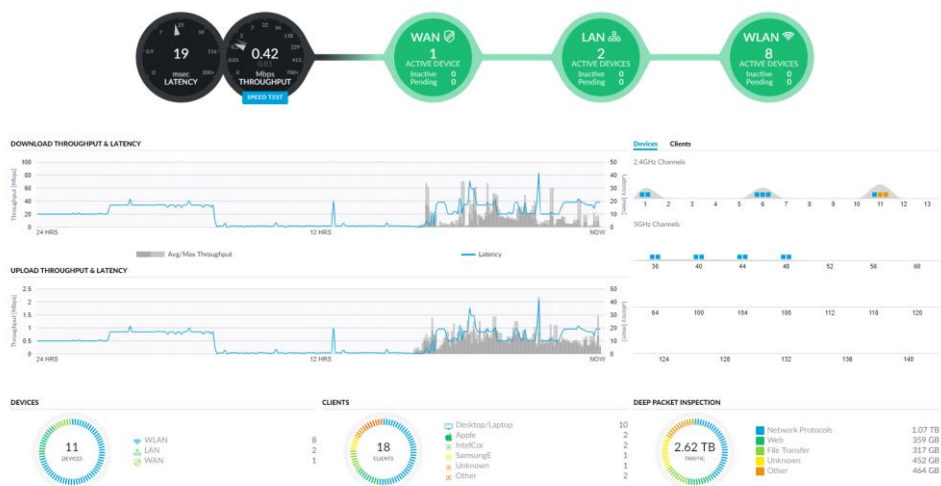 WAN
1
ACTIVE DEVICE
Inactive 0
Pending 0
LAN
2
ACTIVE DEVICES
Inactive 0
Pending 0
WLAN
8
ACTIVE DEVICES
Inactive 0
Pending 0
19
msec
LATENCY
0.42
Mbps
THROUGHPUT
SPEED TEST
DOWNLOAD THROUGHPUT & LATENCY
Throughput [Mbps]
100
80
60
40
20
0
50
40
30
20
10
0
Latency [msec]
24 HRS 12 HRS NOW
Avg/Max Throughput Latency
UPLOAD THROUGHPUT & LATENCY
Throughput [Mbps]
2.5
2
1.5
1
0.5
0
50
40
30
20
10
0
Latency [msec]
24 HRS 12 HRS NOW
Devices Clients
2.4GHz Channels
1 2 3 4 5 6 7 8 9 10 11 12 13
5GHz Channels
36 40 44 48 52 56 60
64 100 104 108 112 116 120
124 128 132 136 140
DEVICES
11
DEVICES
WLAN 8
LAN 2
WAN 1
CLIENTS
18
CLIENTS
Desktop/Laptop 10
Apple 2
IntelCor 2
SamsungE 1
Unknown 1
Other 2
DEEP PACKET INSPECTION
2.62 TB
TRAFFIC
Network Protocols 1.07 TB
Web 359 GB
File Transfer 317 GB
Unknown 452 GB
Other 464 GB